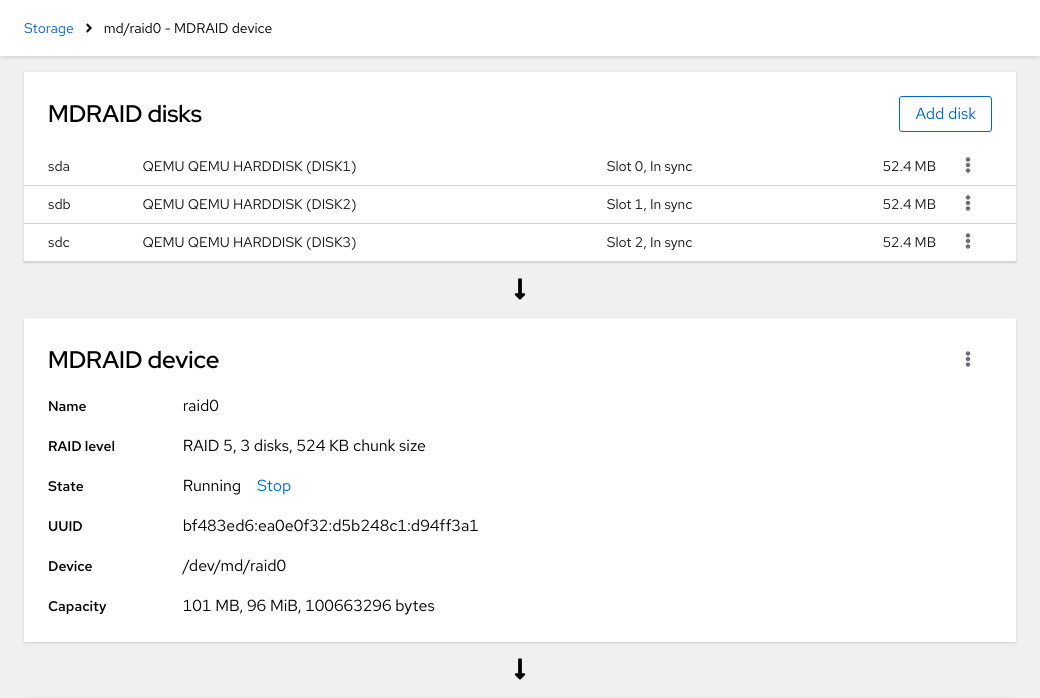 Storage > md/raid0 - MDRAID device
MDRAID disks
Add disk
sda QEMU QEMU HARDDISK (DISK1) Slot 0, In sync 52.4 MB
sdb QEMU QEMU HARDDISK (DISK2) Slot 1, In sync 52.4 MB
sdc QEMU QEMU HARDDISK (DISK3) Slot 2, In sync 52.4 MB
MDRAID device
Name raid0
RAID level RAID 5, 3 disks, 524 KB chunk size
State Running Stop
UUID bf483ed6:ea0e0f32:d5b248c1:d94ff3a1
Device /dev/md/raid0
Capacity 101 MB, 96 MiB, 100663296 bytes